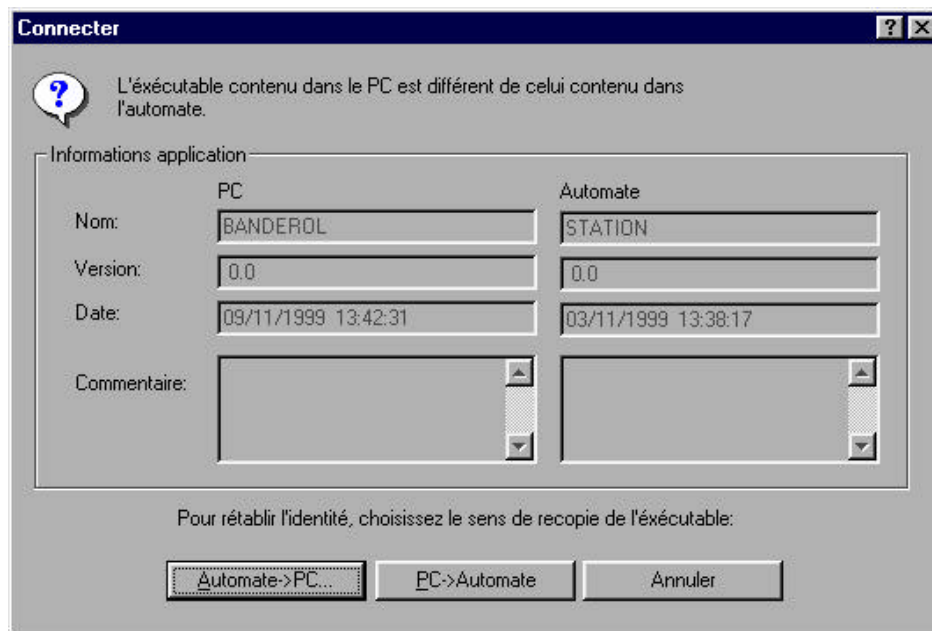 Connecter
L'éxécutable contenu dans le PC est différent de celui contenu dans
l'automate.
Informations application
PC Automate
Nom: BANDEROL STATION
Version: 0.0 0.0
Date: 09/11/1999 13:42:31 03/11/1999 13:38:17
Commentaire:
Pour rétablir l'identité, choisissez le sens de recopie de l'éxécutable:
Automate->PC... PC->Automate Annuler